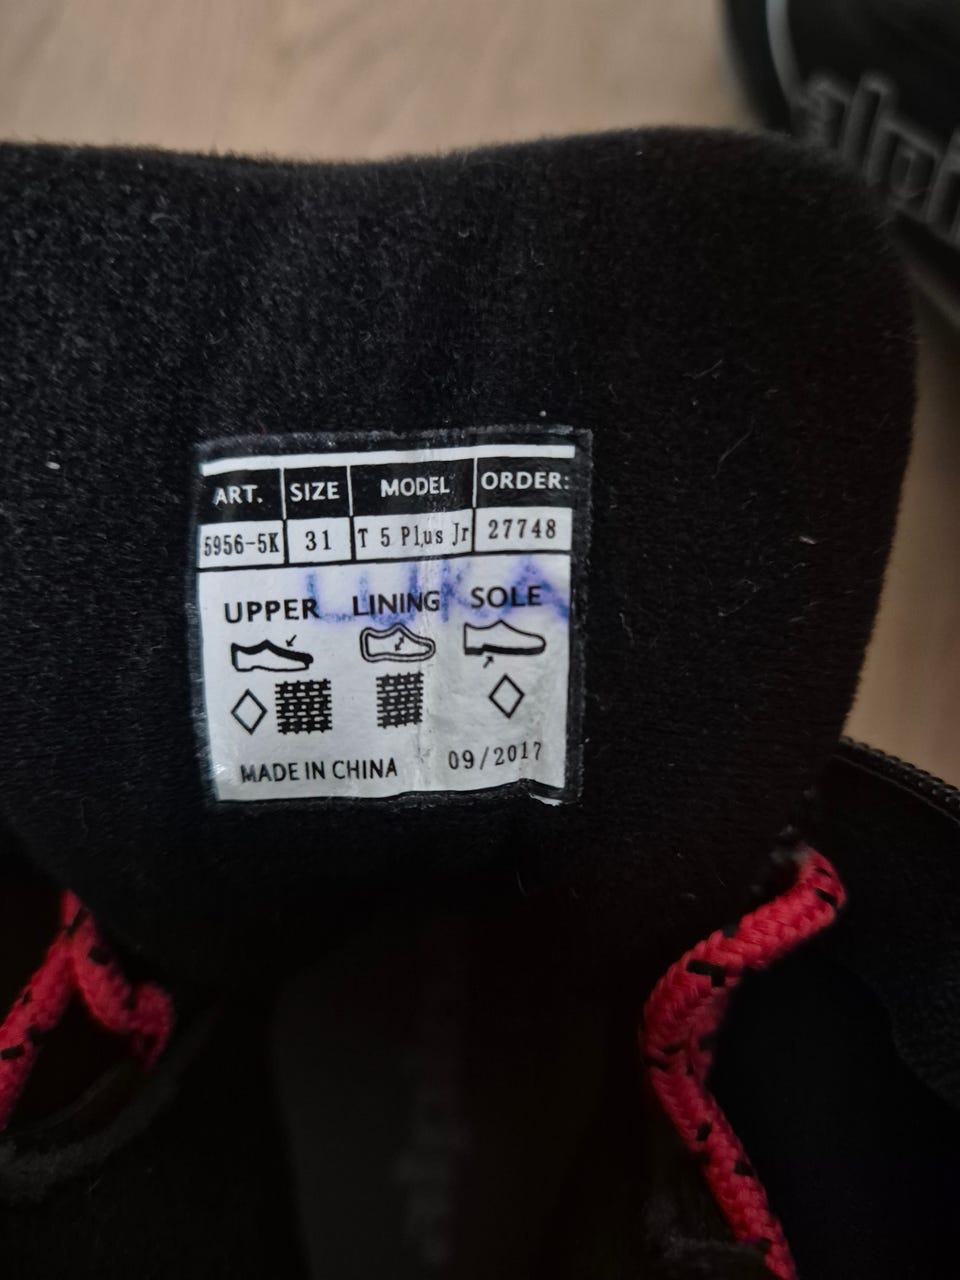 ART. SIZE MODEL ORDER:
5956-5K 31 T 5 Plus Jr 27748
LUKA
UPPER LINING SOLE
MADE IN CHINA 09/2017